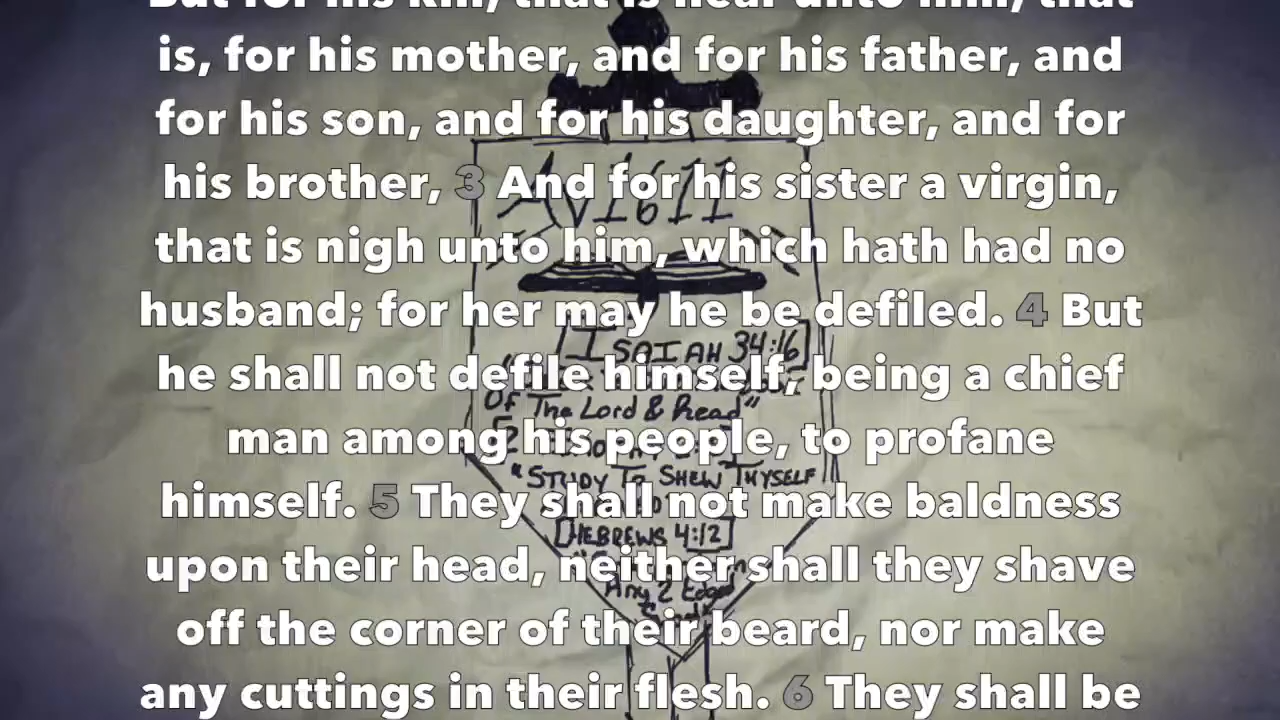 But for his kin, that is near unto him, that
is, for his mother, and for his father, and
for his son, and for his daughter, and for
his brother, 3 And for his sister a virgin,
that is nigh unto him, which hath had no
husband; for her may he be defiled. 4 But
he shall not defile himself, being a chief
man among his people, to profane
himself. 5 They shall not make baldness
upon their head, neither shall they shave
off the corner of their beard, nor make
any cuttings in their flesh. 6 They shall be
AV1611
[ISAIAH 34:16]
Of The Lord & Read"
"STUDY To SHEW THYSELF
[HEBREWS 4:12]
Any 2 Edged